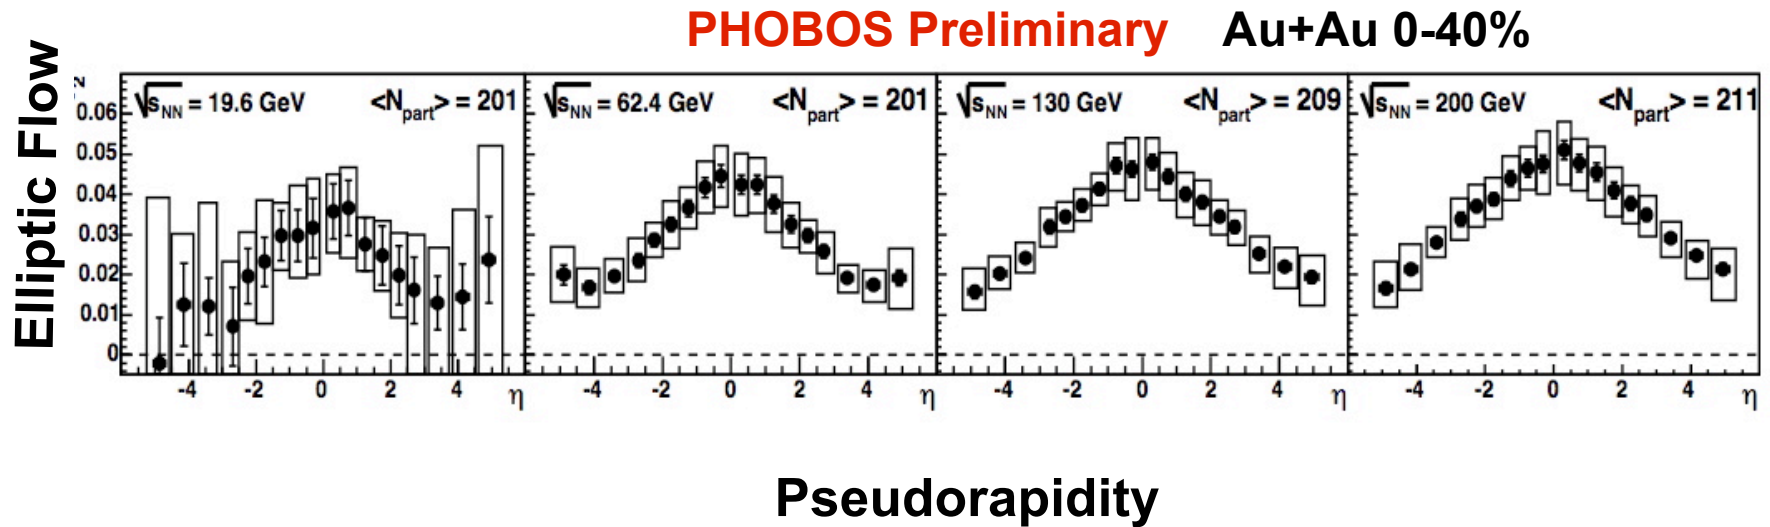 PHOBOS Preliminary Au+Au 0-40%
Elliptic Flow
√sNN = 19.6 GeV <Npart> = 201
√sNN = 62.4 GeV <Npart> = 201
√sNN = 130 GeV <Npart> = 209
√sNN = 200 GeV <Npart> = 211
0.06
0.05
0.04
0.03
0.02
0.01
0
-4 -2 0 2 4 η
-4 -2 0 2 4 η
-4 -2 0 2 4 η
-4 -2 0 2 4 η
Pseudorapidity